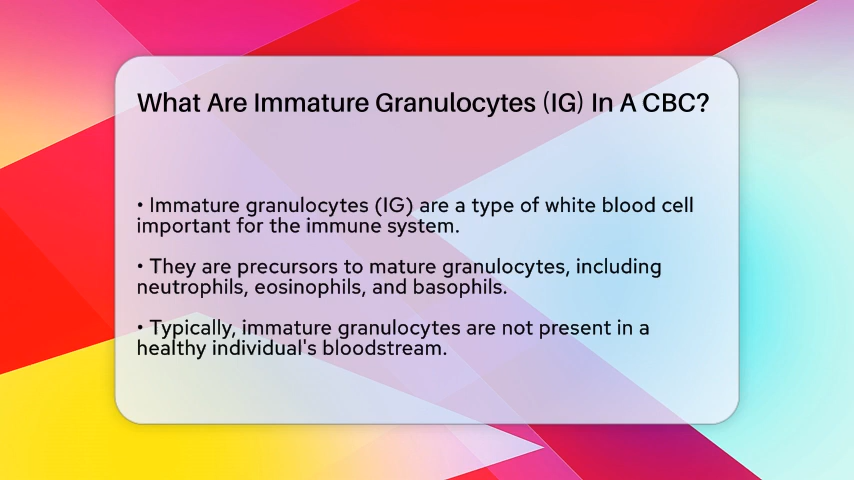 What Are Immature Granulocytes (IG) In A CBC?
• Immature granulocytes (IG) are a type of white blood cell
important for the immune system.
• They are precursors to mature granulocytes, including
neutrophils, eosinophils, and basophils.
• Typically, immature granulocytes are not present in a
healthy individual's bloodstream.